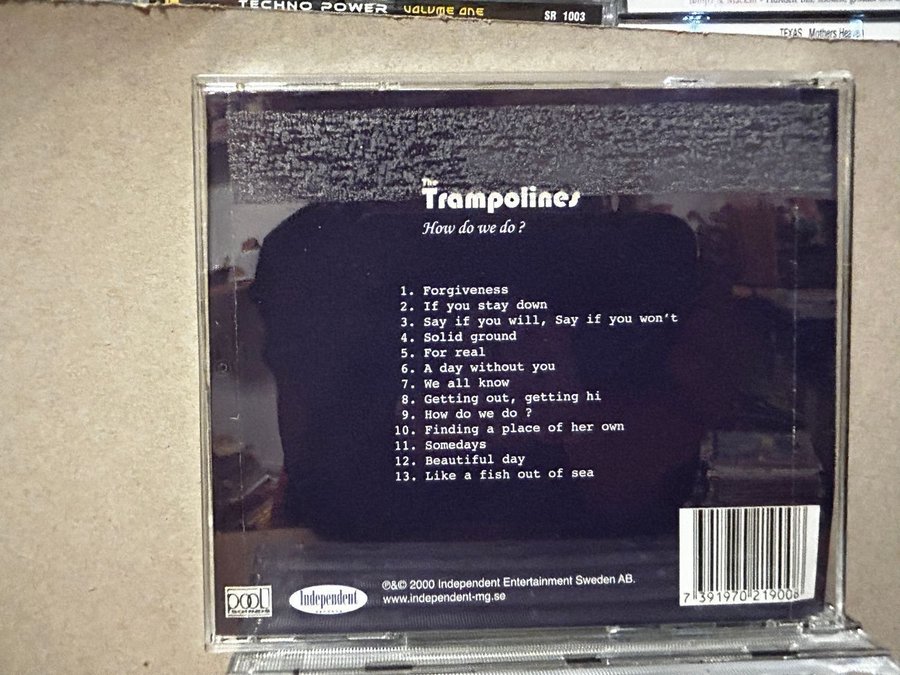 TECHNO POWER VOLUME ONE
SR 1003
TEXAS Mothers Heaven
The
Trampolines
How do we do ?
1. Forgiveness
2. If you stay down
3. Say if you will, Say if you won't
4. Solid ground
5. For real
6. A day without you
7. We all know
8. Getting out, getting hi
9. How do we do ?
10. Finding a place of her own
11. Somedays
12. Beautiful day
13. Like a fish out of sea
POOL
SOUNDS
Independent
RECORDS
℗&© 2000 Independent Entertainment Sweden AB.
www.independent-mg.se
7 391970 219008